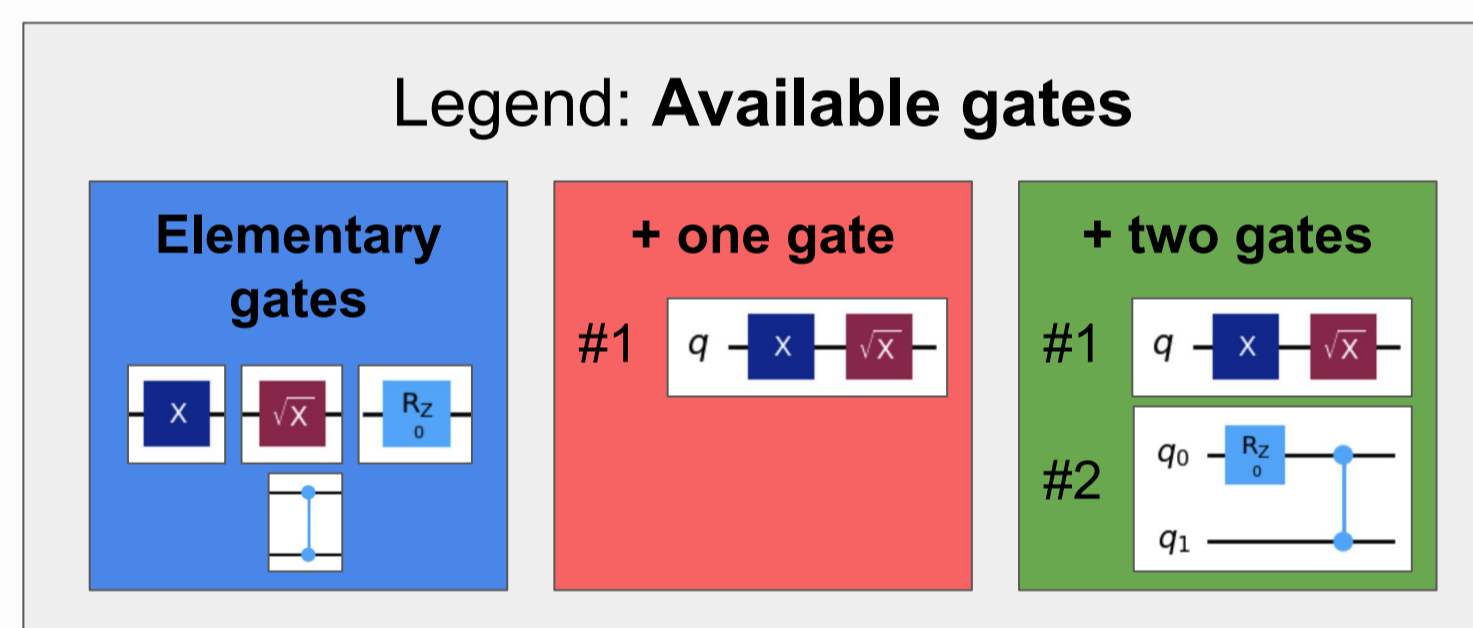 Legend: Available gates
Elementary
gates
X
√X
RZ
0
+ one gate
#1
q
X
√X
+ two gates
#1
q
X
√X
#2
q0
RZ
0
q1